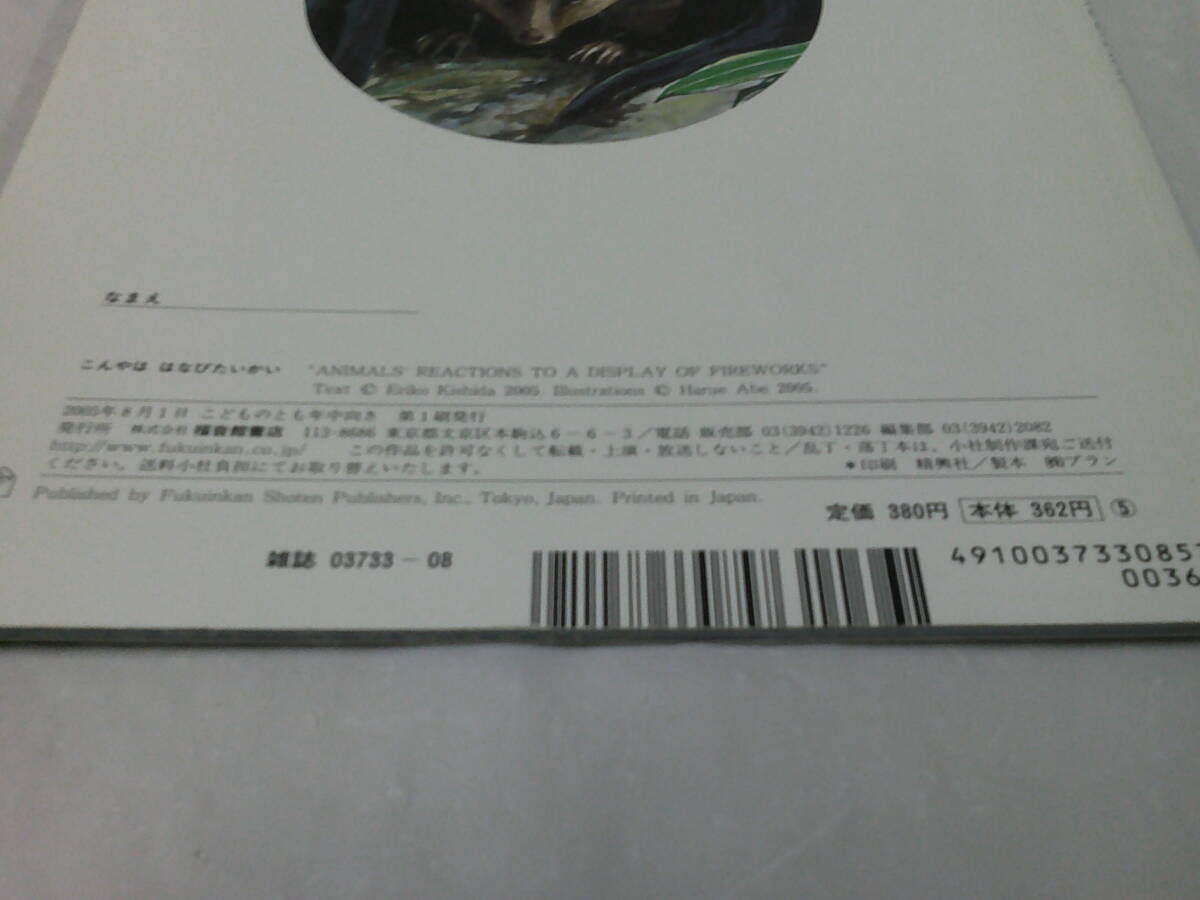 なまえ
こんやは はなびたいかい "ANIMALS' REACTIONS TO A DISPLAY OF FIREWORKS"
Text © Eriko Kishida 2005. Illustrations © Harue Abe 2005.
2005年8月1日 こどものとも年中向き 第1刷発行
発行所 株式会社 福音館書店 113-8686 東京都文京区本駒込6-6-3/電話 販売部 03(3942)1226 編集部 03(3942)2082
http://www.fukuinkan.co.jp/ この作品を許可なくして転載・上演・放送しないこと/乱丁・落丁本は、小社制作課宛ご送付
ください。送料小社負担にてお取り替えいたします。 *印刷 精興社/製本 ㈱プラン
Published by Fukuinkan Shoten Publishers, Inc., Tokyo, Japan. Printed in Japan.
定価 380円 本体 362円 ⑤
雑誌 03733-08
491003733085
0036